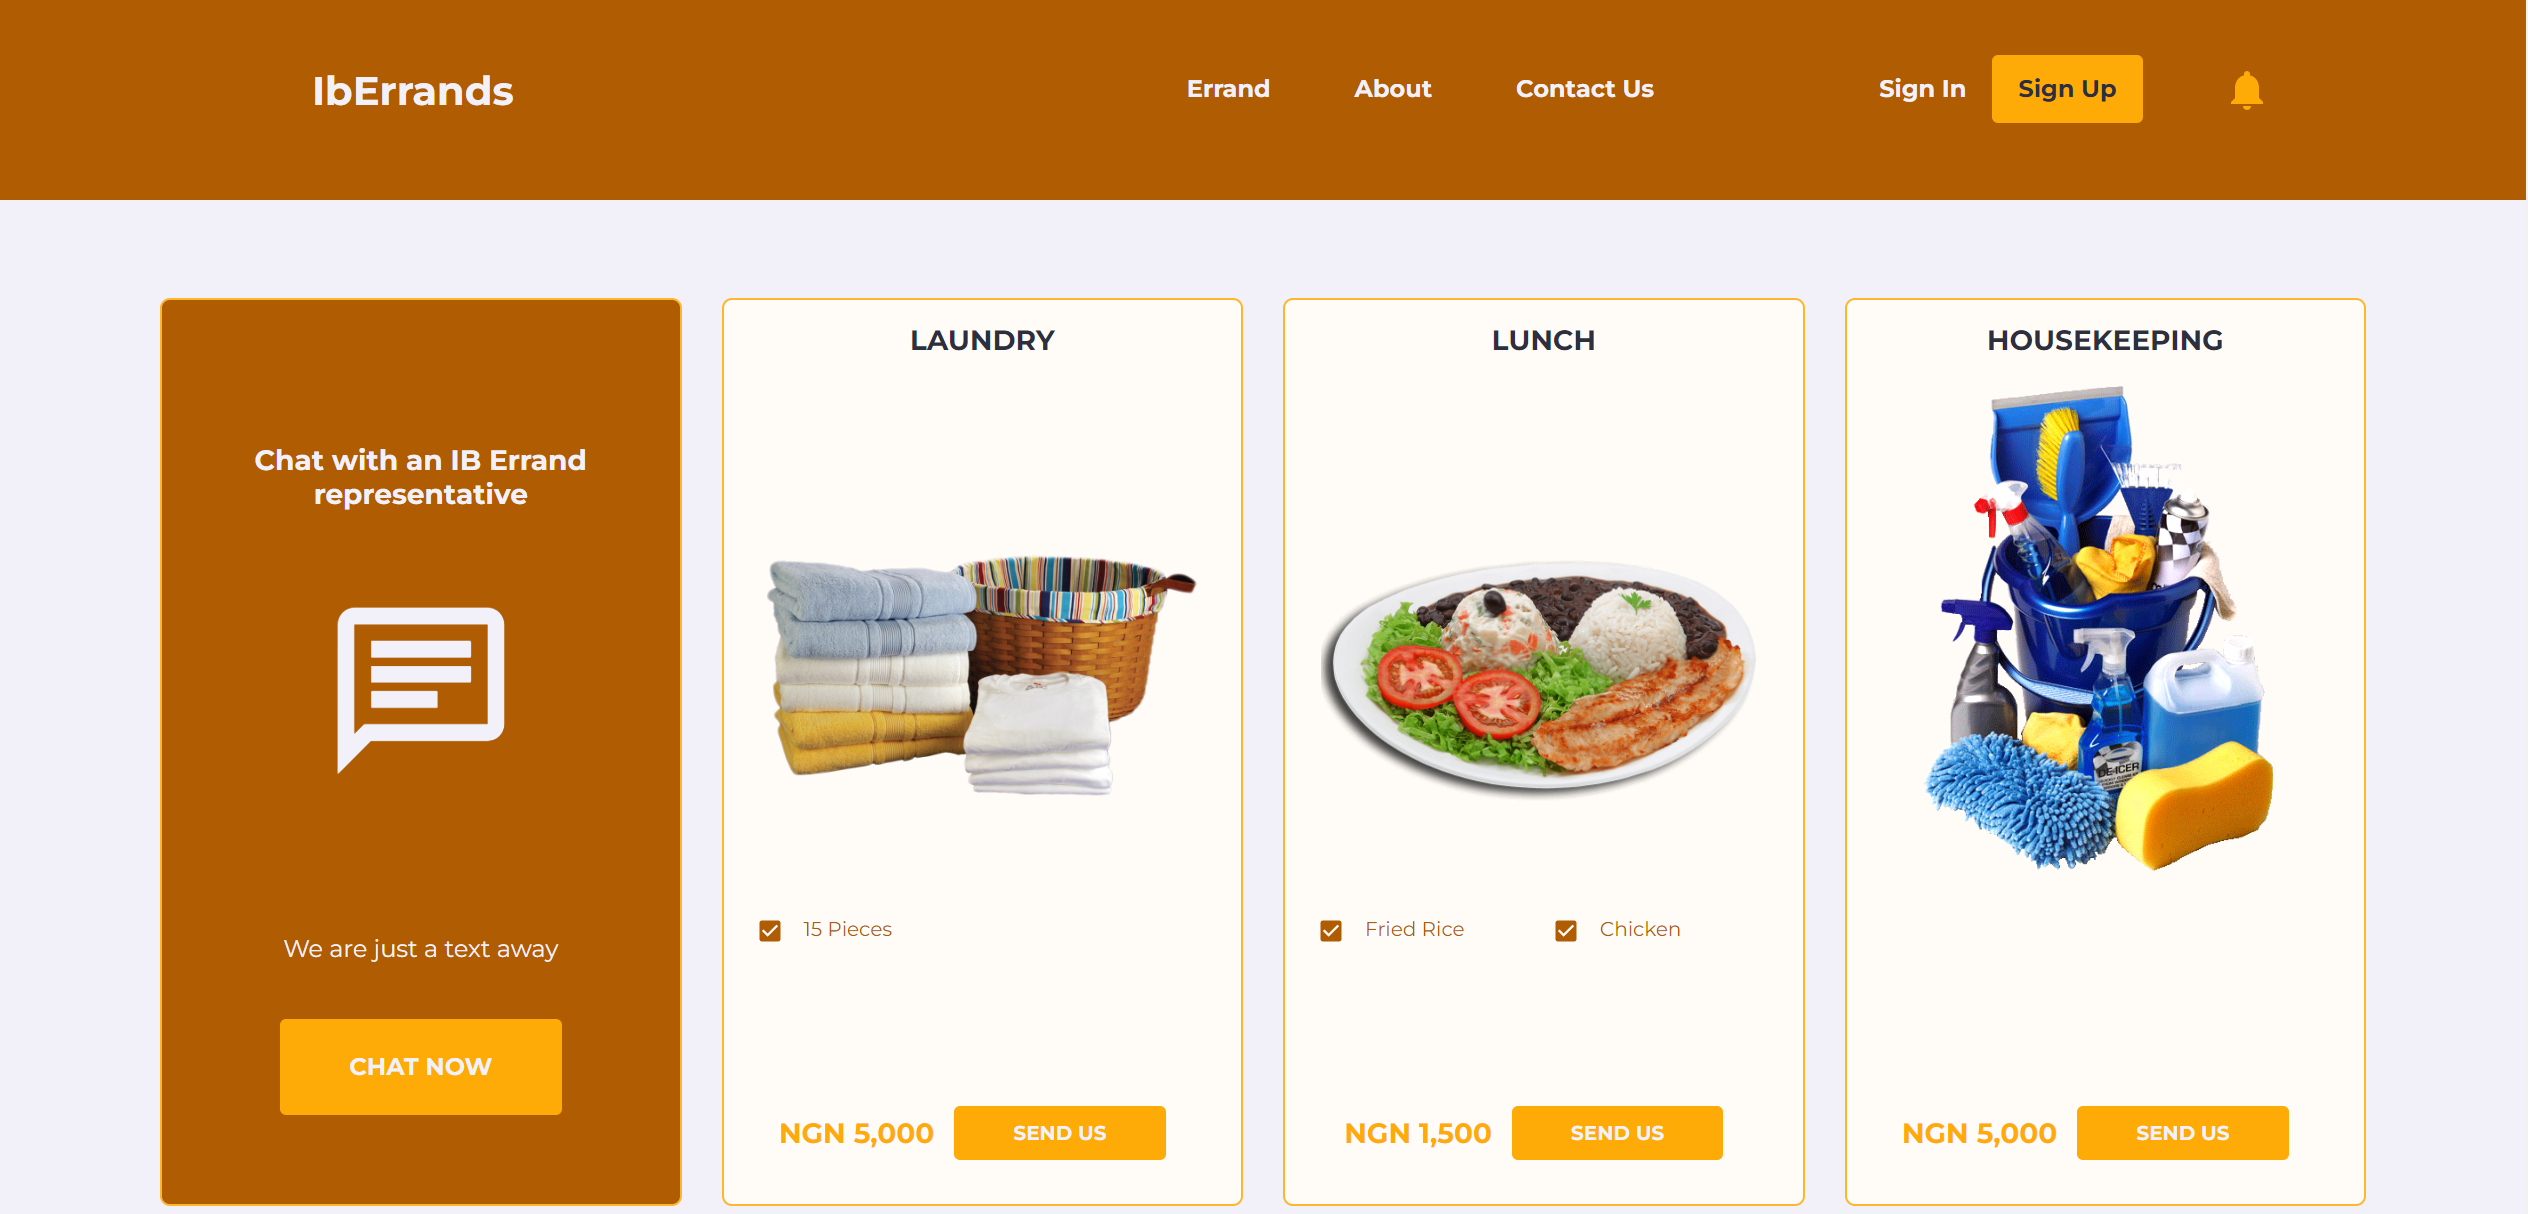 IbErrands
Errand
About
Contact Us
Sign In
Sign Up
Chat with an IB Errand
representative
We are just a text away
CHAT NOW
LAUNDRY
15 Pieces
NGN 5,000
SEND US
LUNCH
Fried Rice
Chicken
NGN 1,500
SEND US
HOUSEKEEPING
DE-ICER
NGN 5,000
SEND US